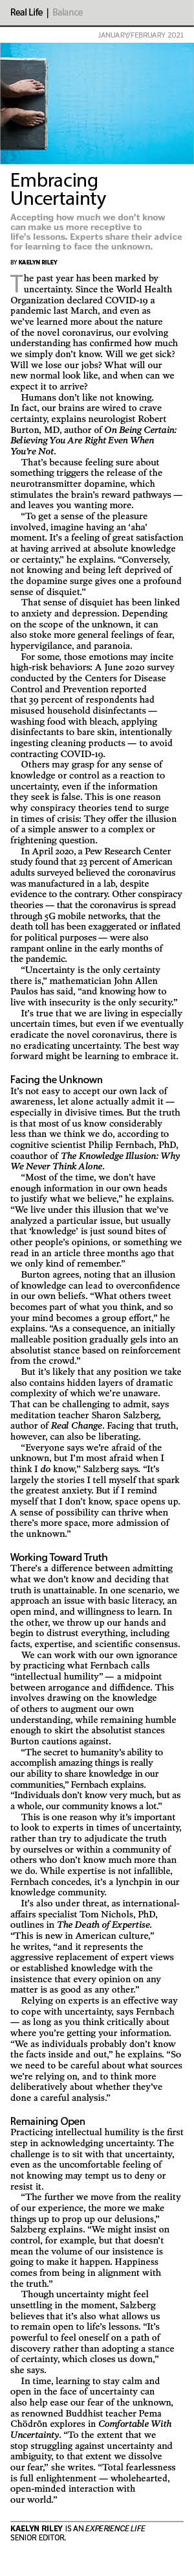 Real Life | Balance
JANUARY/FEBRUARY 2021
Embracing
Uncertainty
Accepting how much we don't know
can make us more receptive to
life's lessons. Experts share their advice
for learning to face the unknown.
BY KAELYN RILEY
The past year has been marked by
uncertainty. Since the World Health
Organization declared COVID-19 a
pandemic last March, and even as
we've learned more about the nature
of the novel coronavirus, our evolving
understanding has confirmed how much
we simply don't know. Will we get sick?
Will we lose our jobs? What will our
new normal look like, and when can we
expect it to arrive?
Humans don't like not knowing.
In fact, our brains are wired to crave
certainty, explains neurologist Robert
Burton, MD, author of On Being Certain:
Believing You Are Right Even When
You're Not.
That's because feeling sure about
something triggers the release of the
neurotransmitter dopamine, which
stimulates the brain's reward pathways —
and leaves you wanting more.
"To get a sense of the pleasure
involved, imagine having an 'aha'
moment. It's a feeling of great satisfaction
at having arrived at absolute knowledge
or certainty," he explains. "Conversely,
not knowing and being left deprived of
the dopamine surge gives one a profound
sense of disquiet."
That sense of disquiet has been linked
to anxiety and depression. Depending
on the scope of the unknown, it can
also stoke more general feelings of fear,
hypervigilance, and paranoia.
For some, those emotions may incite
high-risk behaviors: A June 2020 survey
conducted by the Centers for Disease
Control and Prevention reported
that 39 percent of respondents had
misused household disinfectants —
washing food with bleach, applying
disinfectants to bare skin, intentionally
ingesting cleaning products — to avoid
contracting COVID-19.
Others may grasp for any sense of
knowledge or control as a reaction to
uncertainty, even if the information
they seek is false. This is one reason
why conspiracy theories tend to surge
in times of crisis: They offer the illusion
of a simple answer to a complex or
frightening question.
In April 2020, a Pew Research Center
study found that 23 percent of American
adults surveyed believed the coronavirus
was manufactured in a lab, despite
evidence to the contrary. Other conspiracy
theories — that the coronavirus is spread
through 5G mobile networks, that the
death toll has been exaggerated or inflated
for political purposes — were also
rampant online in the early months of
the pandemic.
"Uncertainty is the only certainty
there is," mathematician John Allen
Paulos has said, "and knowing how to
live with insecurity is the only security."
It's true that we are living in especially
uncertain times, but even if we eventually
eradicate the novel coronavirus, there is
no eradicating uncertainty. The best way
forward might be learning to embrace it.
Facing the Unknown
It's not easy to accept our own lack of
awareness, let alone actually admit it —
especially in divisive times. But the truth
is that most of us know considerably
less than we think we do, according to
cognitive scientist Philip Fernbach, PhD,
coauthor of The Knowledge Illusion: Why
We Never Think Alone.
"Most of the time, we don't have
enough information in our own heads
to justify what we believe," he explains.
"We live under this illusion that we've
analyzed a particular issue, but usually
that 'knowledge' is just sound bites of
other people's opinions, or something we
read in an article three months ago that
we only kind of remember."
Burton agrees, noting that an illusion
of knowledge can lead to overconfidence
in our own beliefs. "What others tweet
becomes part of what you think, and so
your mind becomes a group effort," he
explains. "As a consequence, an initially
malleable position gradually gels into an
absolutist stance based on reinforcement
from the crowd."
But it's likely that any position we take
also contains hidden layers of dramatic
complexity of which we're unaware.
That can be challenging to admit, says
meditation teacher Sharon Salzberg,
author of Real Change. Facing that truth,
however, can also be liberating.
"Everyone says we're afraid of the
unknown, but I'm most afraid when I
think I do know," Salzberg says. "It's
largely the stories I tell myself that spark
the greatest anxiety. But if I remind
myself that I don't know, space opens up.
A sense of possibility can thrive when
there's more space, more admission of
the unknown."
Working Toward Truth
There's a difference between admitting
what we don't know and deciding that
truth is unattainable. In one scenario, we
approach an issue with basic literacy, an
open mind, and willingness to learn. In
the other, we throw up our hands and
begin to distrust everything, including
facts, expertise, and scientific consensus.
We can work with our own ignorance
by practicing what Fernbach calls
"intellectual humility" — a midpoint
between arrogance and diffidence. This
involves drawing on the knowledge
of others to augment our own
understanding, while remaining humble
enough to skirt the absolutist stances
Burton cautions against.
"The secret to humanity's ability to
accomplish amazing things is really
our ability to share knowledge in our
communities," Fernbach explains.
"Individuals don't know very much, but as
a whole, our community knows a lot."
This is one reason why it's important
to look to experts in times of uncertainty,
rather than try to adjudicate the truth
by ourselves or within a community of
others who don't know much more than
we do. While expertise is not infallible,
Fernbach concedes, it's a lynchpin in our
knowledge community.
It's also under threat, as international-
affairs specialist Tom Nichols, PhD,
outlines in The Death of Expertise.
"This is new in American culture,"
he writes, "and it represents the
aggressive replacement of expert views
or established knowledge with the
insistence that every opinion on any
matter is as good as any other."
Relying on experts is an effective way
to cope with uncertainty, says Fernbach
— as long as you think critically about
where you're getting your information.
"We as individuals probably don't know
the facts inside and out," he explains. "So
we need to be careful about what sources
we're relying on, and to think more
deliberatively about whether they've
done a careful analysis."
Remaining Open
Practicing intellectual humility is the first
step in acknowledging uncertainty. The
challenge is to sit with that uncertainty,
even as the uncomfortable feeling of
not knowing may tempt us to deny or
resist it.
"The further we move from the reality
of our experience, the more we make
things up to prop up our delusions,"
Salzberg explains. "We might insist on
control, for example, but that doesn't
mean the volume of our insistence is
going to make it happen. Happiness
comes from being in alignment with
the truth."
Though uncertainty might feel
unsettling in the moment, Salzberg
believes that it's also what allows us
to remain open to life's lessons. "It's
powerful to feel oneself on a path of
discovery rather than adopting a stance
of certainty, which closes us down,"
she says.
In time, learning to stay calm and
open in the face of uncertainty can
also help ease our fear of the unknown,
as renowned Buddhist teacher Pema
Chödrön explores in Comfortable With
Uncertainty. "To the extent that we
stop struggling against uncertainty and
ambiguity, to that extent we dissolve
our fear," she writes. "Total fearlessness
is full enlightenment — wholehearted,
open-minded interaction with
our world."
KAELYN RILEY IS AN EXPERIENCE LIFE
SENIOR EDITOR.